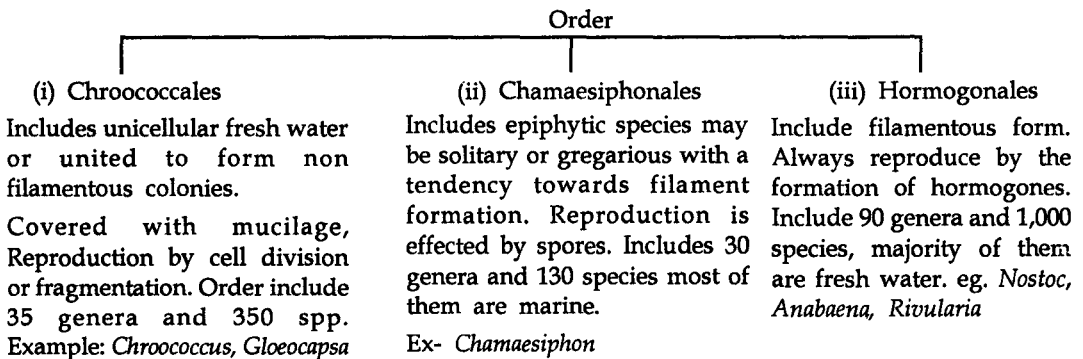 Order
(i) Chroococcales
Includes unicellular fresh water
or united to form non
filamentous colonies.
Covered with mucilage,
Reproduction by cell division
or fragmentation. Order include
35 genera and 350 spp.
Example: Chroococcus, Gloeocapsa
(ii) Chamaesiphonales
Includes epiphytic species may
be solitary or gregarious with a
tendency towards filament
formation. Reproduction is
effected by spores. Includes 30
genera and 130 species most of
them are marine.
Ex- Chamaesiphon
(iii) Hormogonales
Include filamentous form.
Always reproduce by the
formation of hormogones.
Include 90 genera and 1,000
species, majority of them
are fresh water. eg. Nostoc,
Anabaena, Rivularia